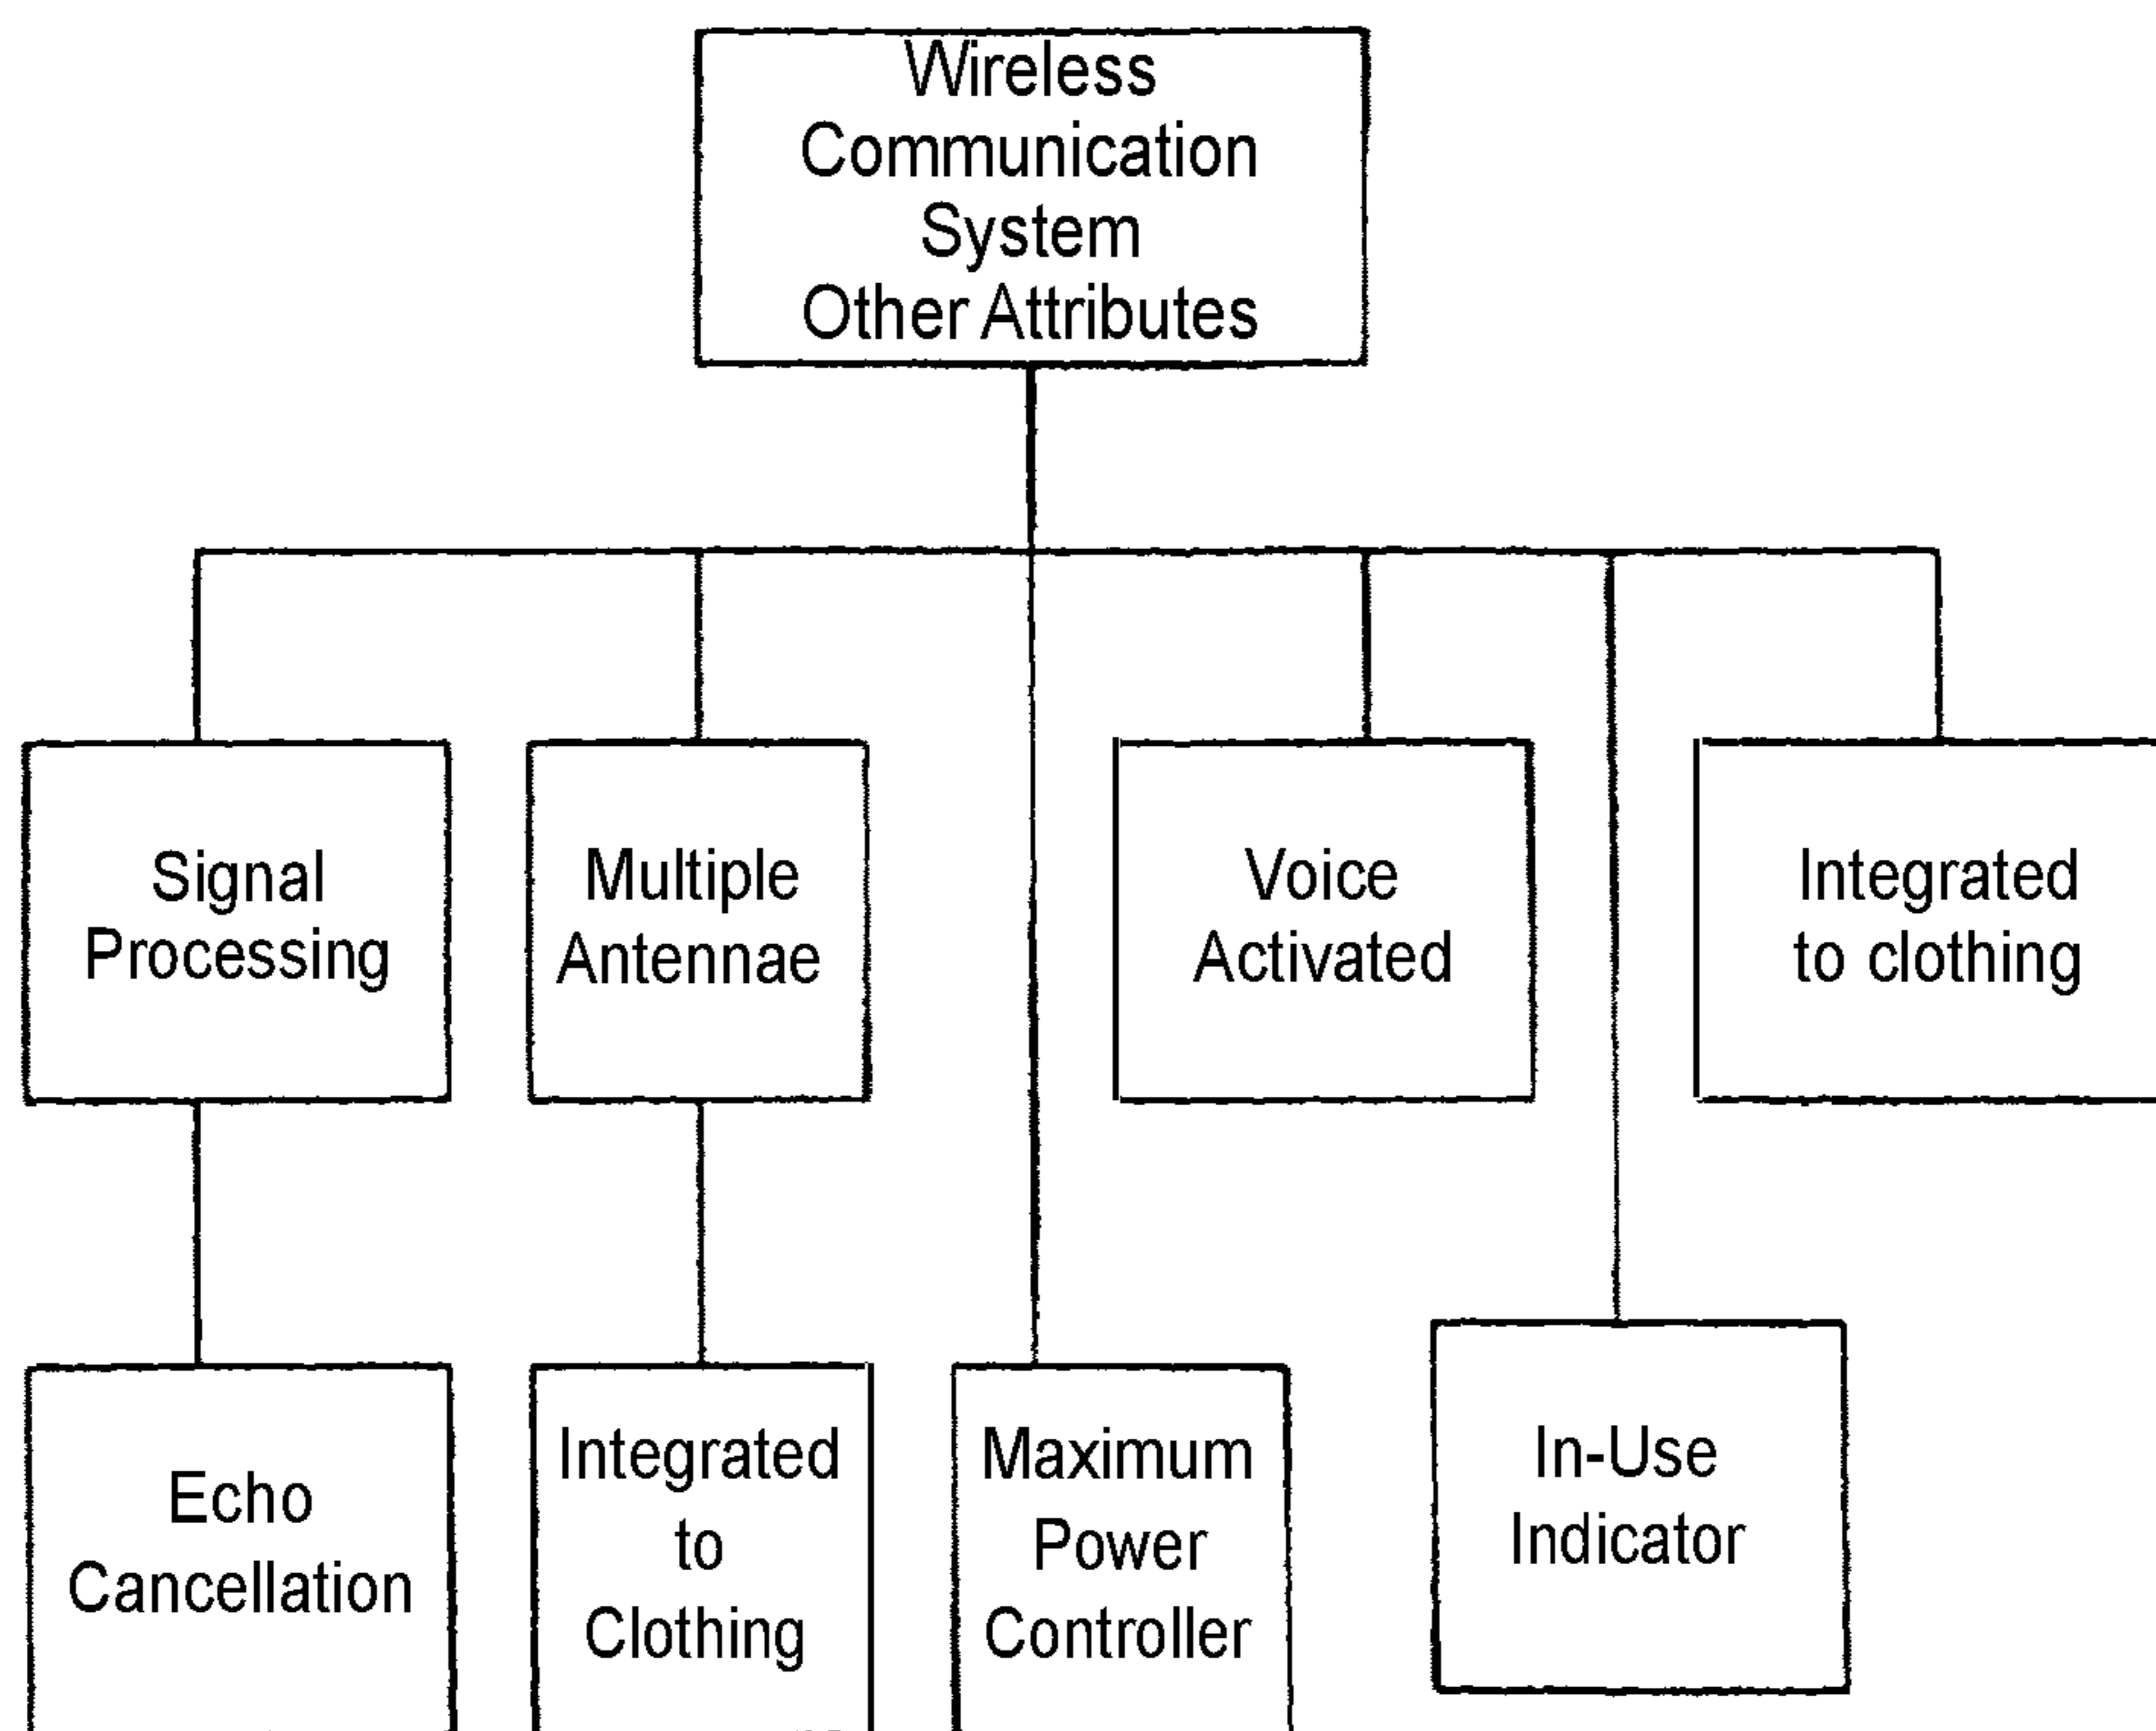 Wireless
Communication
System
Other Attributes
Signal
Processing
Multiple
Antennae
Voice
Activated
Integrated
to clothing
Echo
Cancellation
Integrated
to
Clothing
Maximum
Power
Controller
In-Use
Indicator